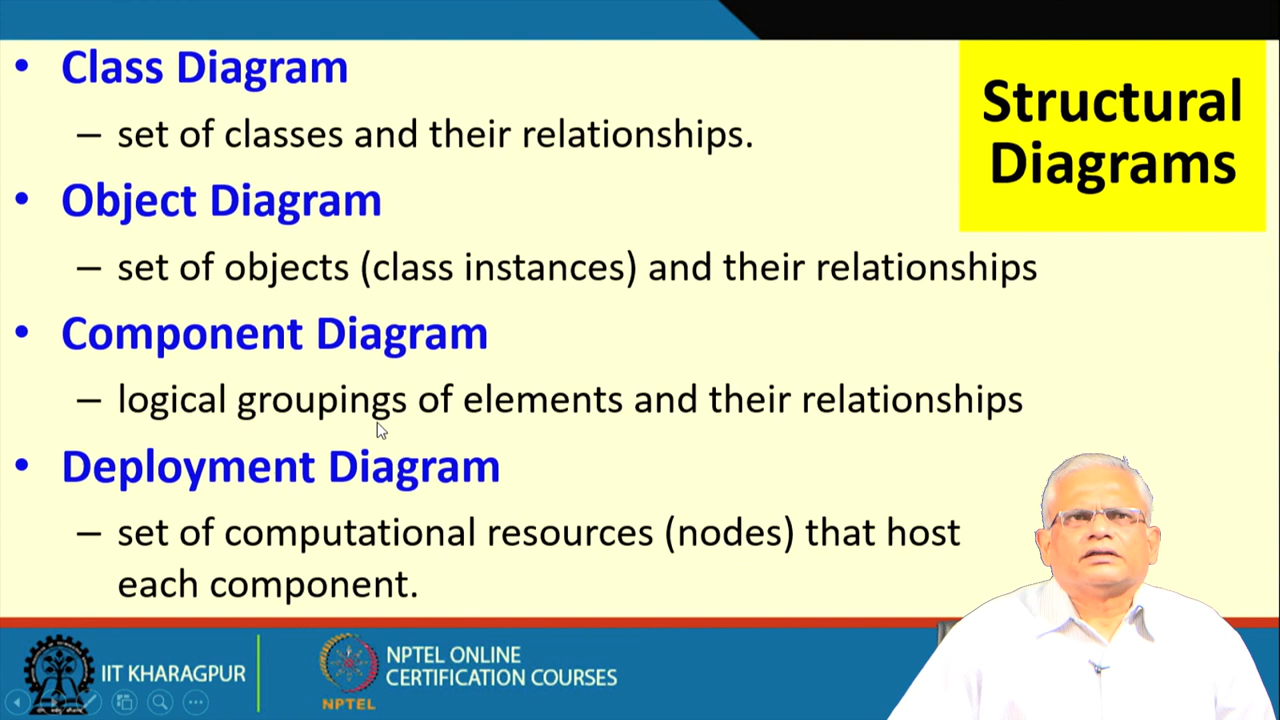 • Class Diagram
– set of classes and their relationships.
• Object Diagram
– set of objects (class instances) and their relationships
• Component Diagram
– logical groupings of elements and their relationships
• Deployment Diagram
– set of computational resources (nodes) that host
each component.
Structural
Diagrams
IIT KHARAGPUR
NPTEL
NPTEL ONLINE
CERTIFICATION COURSES